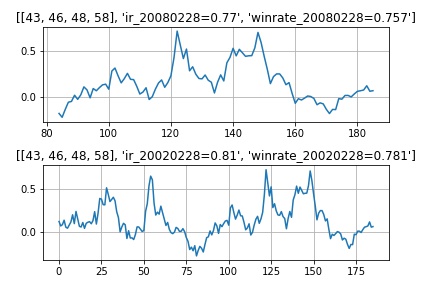 [[43, 46, 48, 58], 'ir_20080228=0.77', 'winrate_20080228=0.757']
0.5
0.0
80 100 120 140 160 180
[[43, 46, 48, 58], 'ir_20020228=0.81', 'winrate_20020228=0.781']
0.5
0.0
0 25 50 75 100 125 150 175